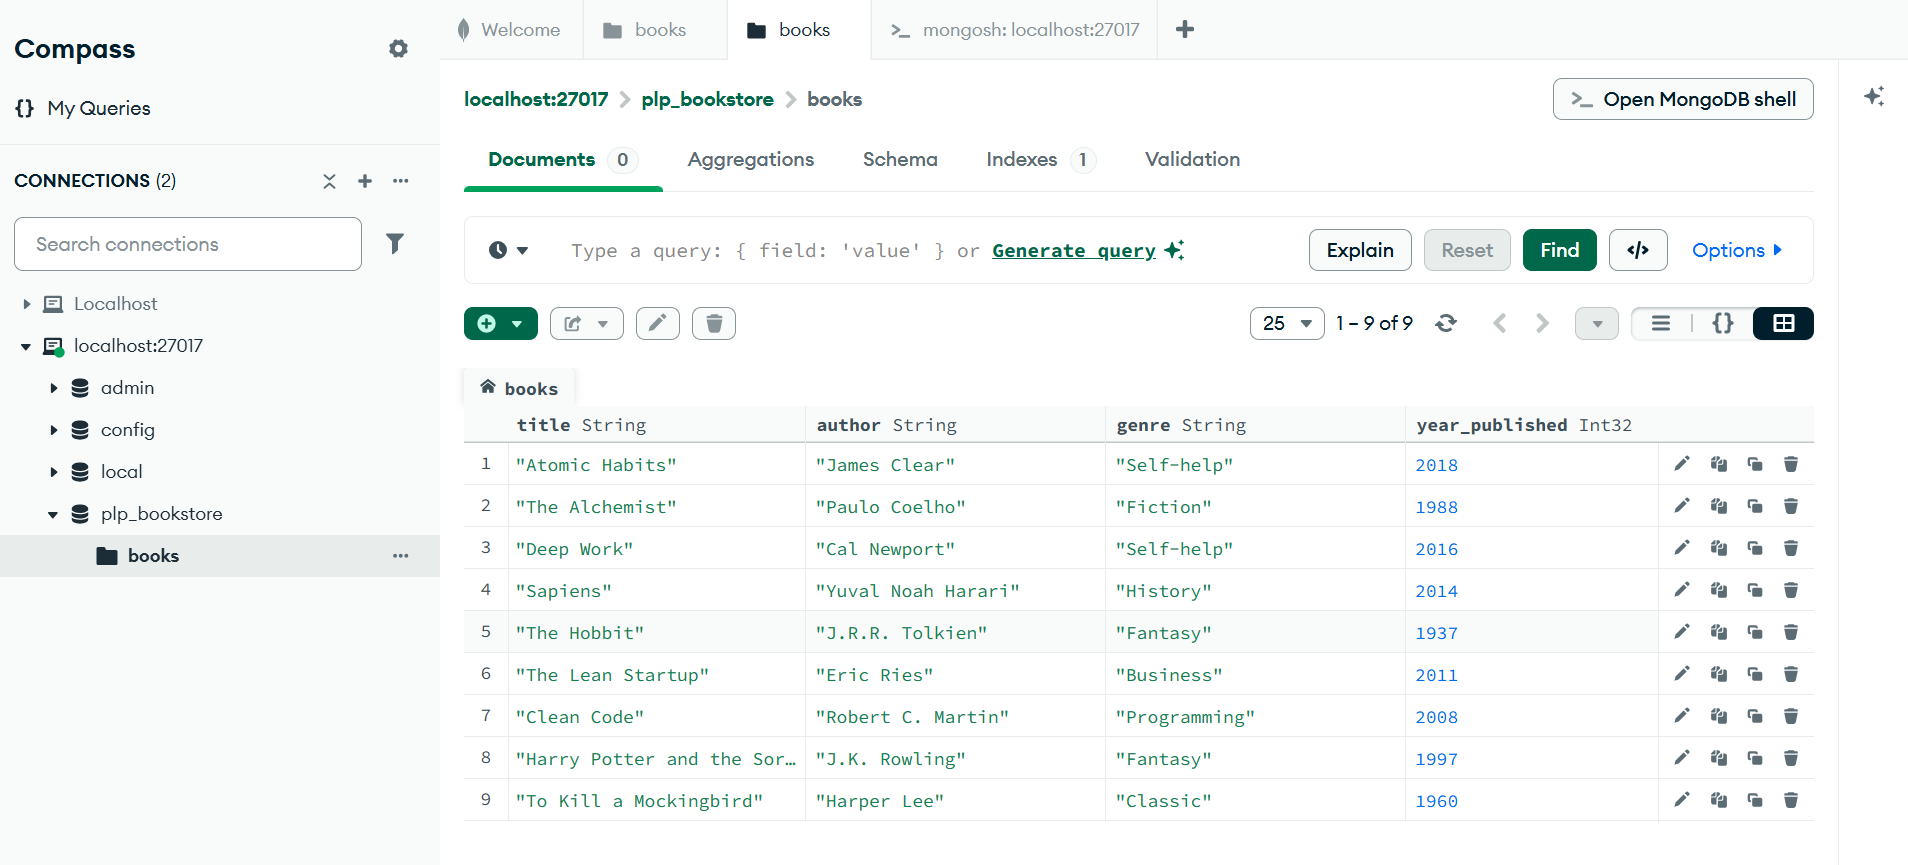 Compass
My Queries
CONNECTIONS (2)
Search connections
Localhost
localhost:27017
admin
config
local
plp_bookstore
books
Welcome
books
books
mongosh: localhost:27017
localhost:27017 > plp_bookstore > books
Open MongoDB shell
Documents 0 Aggregations Schema Indexes 1 Validation
Type a query: { field: 'value' } or Generate query
Explain Reset Find </> Options
25 1 – 9 of 9 {}
books
title String author String genre String year_published Int32
1 "Atomic Habits" "James Clear" "Self-help" 2018
2 "The Alchemist" "Paulo Coelho" "Fiction" 1988
3 "Deep Work" "Cal Newport" "Self-help" 2016
4 "Sapiens" "Yuval Noah Harari" "History" 2014
5 "The Hobbit" "J.R.R. Tolkien" "Fantasy" 1937
6 "The Lean Startup" "Eric Ries" "Business" 2011
7 "Clean Code" "Robert C. Martin" "Programming" 2008
8 "Harry Potter and the Sor… "J.K. Rowling" "Fantasy" 1997
9 "To Kill a Mockingbird" "Harper Lee" "Classic" 1960